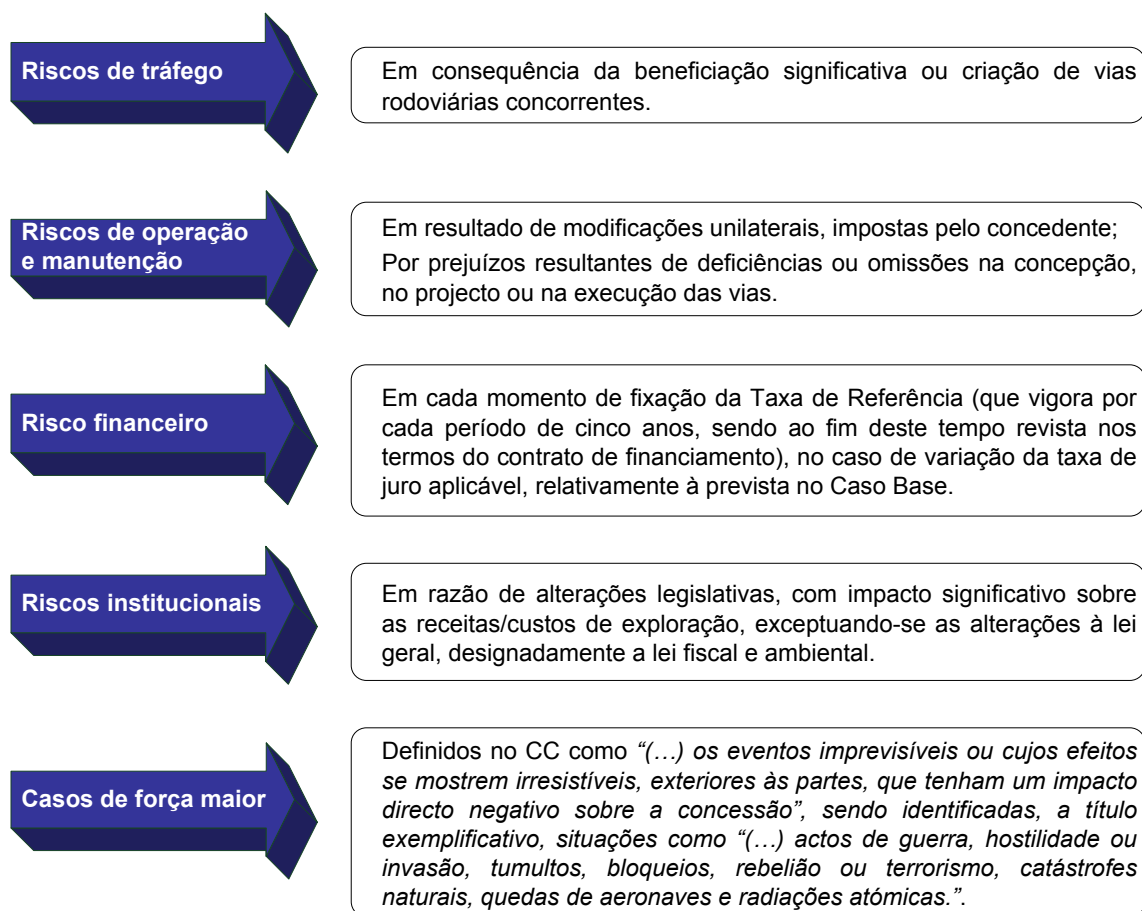 Riscos de tráfego
Em consequência da beneficiação significativa ou criação de vias
rodoviárias concorrentes.
Riscos de operação
e manutenção
Em resultado de modificações unilaterais, impostas pelo concedente;
Por prejuízos resultantes de deficiências ou omissões na concepção,
no projecto ou na execução das vias.
Risco financeiro
Em cada momento de fixação da Taxa de Referência (que vigora por
cada período de cinco anos, sendo ao fim deste tempo revista nos
termos do contrato de financiamento), no caso de variação da taxa de
juro aplicável, relativamente à prevista no Caso Base.
Riscos institucionais
Em razão de alterações legislativas, com impacto significativo sobre
as receitas/custos de exploração, exceptuando-se as alterações à lei
geral, designadamente a lei fiscal e ambiental.
Casos de força maior
Definidos no CC como “(…) os eventos imprevisíveis ou cujos efeitos
se mostrem irresistíveis, exteriores às partes, que tenham um impacto
directo negativo sobre a concessão”, sendo identificadas, a título
exemplificativo, situações como “(…) actos de guerra, hostilidade ou
invasão, tumultos, bloqueios, rebelião ou terrorismo, catástrofes
naturais, quedas de aeronaves e radiações atómicas.”.